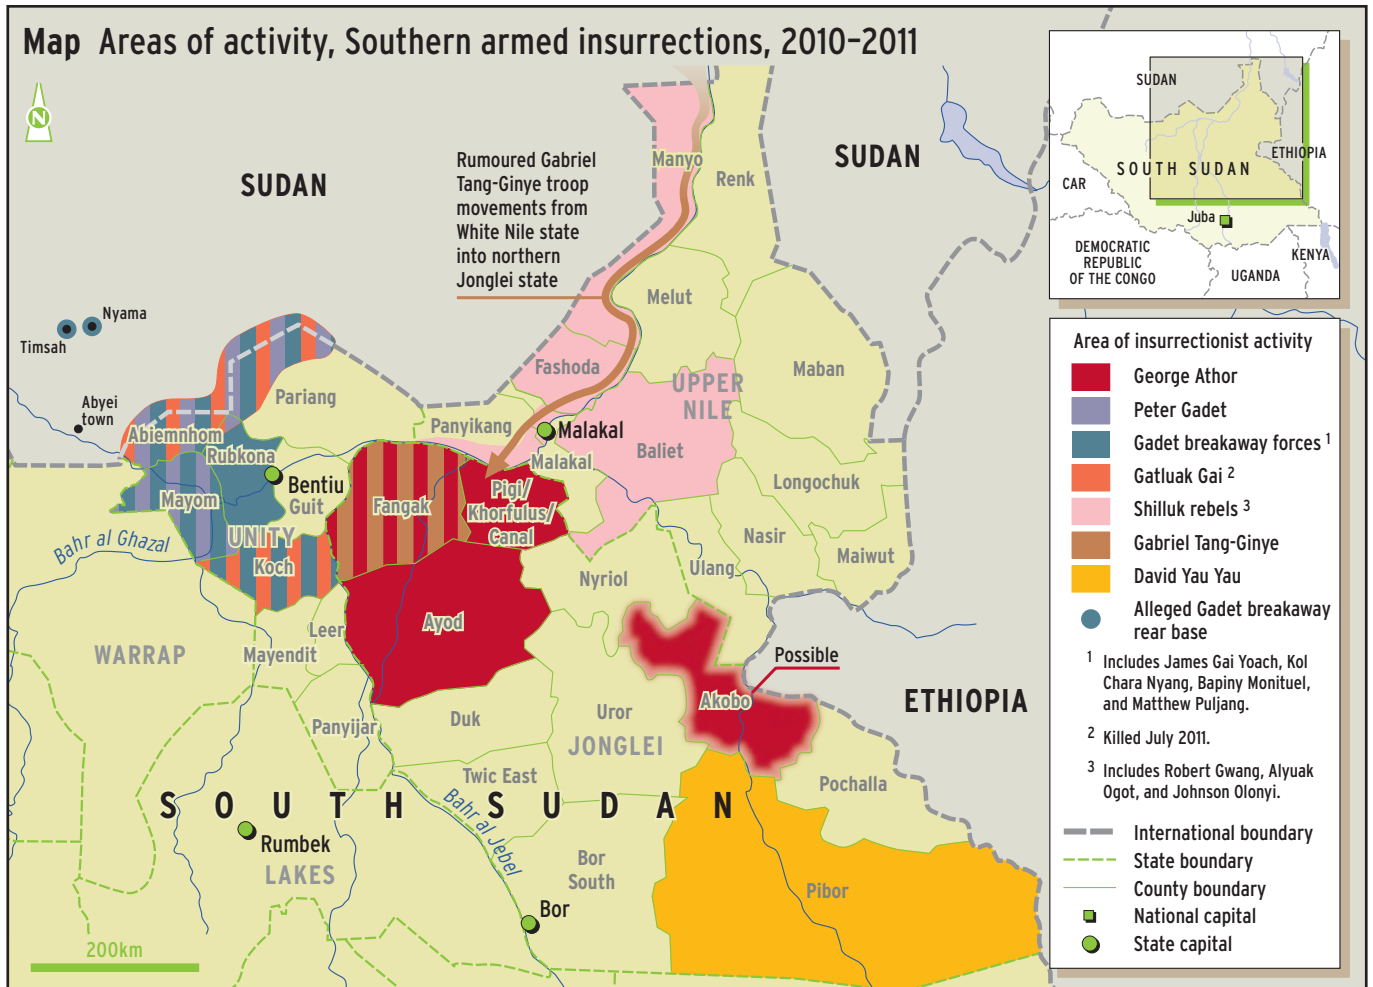 Map Areas of activity, Southern armed insurrections, 2010–2011
N
SUDAN
Rumoured Gabriel
Tang-Ginye troop
movements from
White Nile state
into northern
Jonglei state
Manyo
Renk
SUDAN
Melut
Nyama
Timsah
Abyei
town
Pariang
Fashoda
UPPER
NILE
Maban
Abiemnhom
Rubkona
Panyikang
Malakal
Malakal
Baliet
Mayom
Bentiu
Guit
Fangak
Pigi/
Khorfulus/
Canal
Longochuk
UNITY
Bahr al Ghazal
Koch
Nasir
Maiwut
Nyriol
Ulang
Leer
Ayod
WARRAP
Mayendit
Possible
Akobo
ETHIOPIA
Panyijar
Duk
Uror
JONGLEI
Twic East
Pochalla
SOUTH SUDAN
Bahr al Jebel
Rumbek
LAKES
Bor
South
Pibor
Bor
200km
SUDAN
SOUTH SUDAN
ETHIOPIA
CAR
Juba
DEMOCRATIC
REPUBLIC
OF THE CONGO
UGANDA
KENYA
Area of insurrectionist activity
George Athor
Peter Gadet
Gadet breakaway forces 1
Gatluak Gai 2
Shilluk rebels 3
Gabriel Tang-Ginye
David Yau Yau
Alleged Gadet breakaway
rear base
1 Includes James Gai Yoach, Kol
Chara Nyang, Bapiny Monituel,
and Matthew Puljang.
2 Killed July 2011.
3 Includes Robert Gwang, Alyuak
Ogot, and Johnson Olonyi.
International boundary
State boundary
County boundary
National capital
State capital